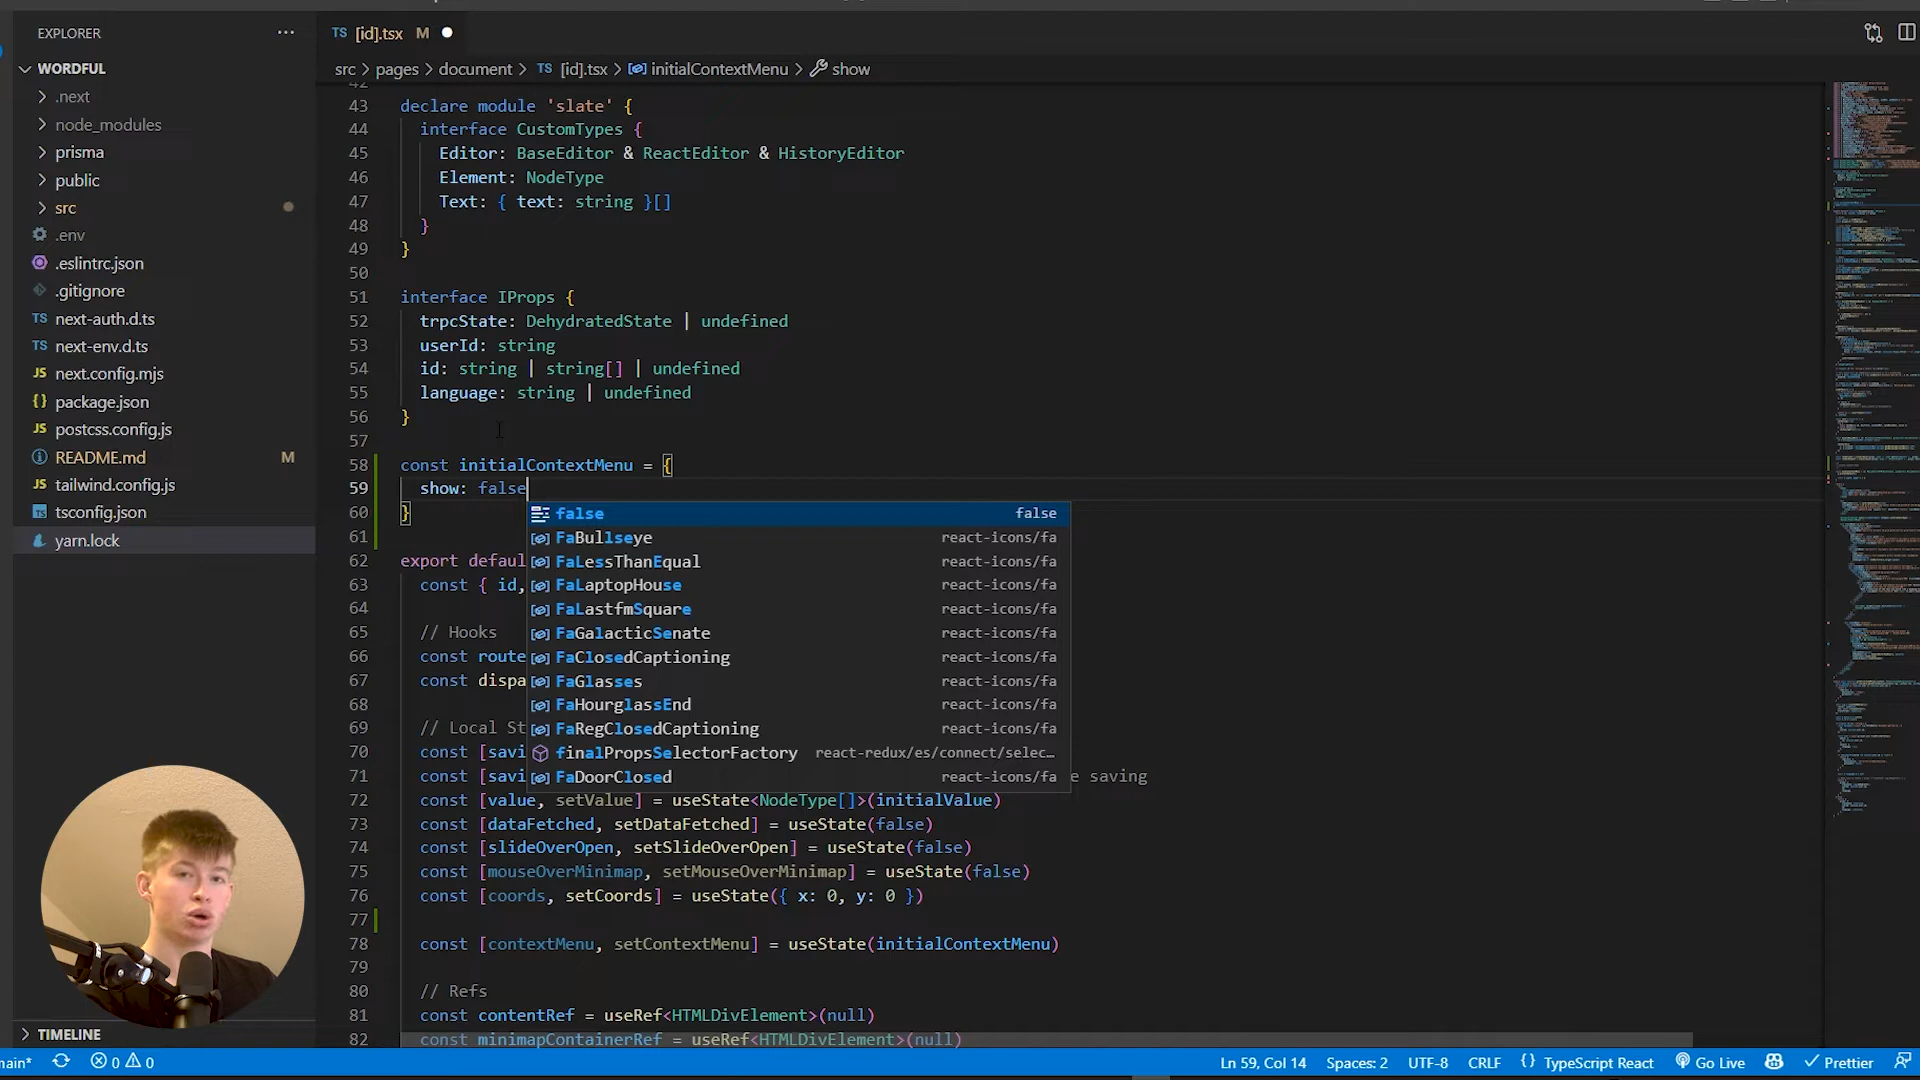 EXPLORER
WORDFUL
.next
node_modules
prisma
public
src
.env
.eslintrc.json
.gitignore
TS next-auth.d.ts
TS next-env.d.ts
JS next.config.mjs
{} package.json
JS postcss.config.js
README.md M
JS tailwind.config.js
tsconfig.json
yarn.lock
TIMELINE
TS [id].tsx M
src > pages > document > TS [id].tsx > initialContextMenu > show
43 declare module 'slate' {
44 interface CustomTypes {
45 Editor: BaseEditor & ReactEditor & HistoryEditor
46 Element: NodeType
47 Text: { text: string }[]
48 }
49 }
50
51 interface IProps {
52 trpcState: DehydratedState | undefined
53 userId: string
54 id: string | string[] | undefined
55 language: string | undefined
56 }
57
58 const initialContextMenu = {
59 show: false
60 }
61
62 export defaul
63 const { id,
64
65 // Hooks
66 const route
67 const dispa
68
69 // Local St
70 const [savi
71 const [savi e saving
72 const [value, setValue] = useState<NodeType[]>(initialValue)
73 const [dataFetched, setDataFetched] = useState(false)
74 const [slideOverOpen, setSlideOverOpen] = useState(false)
75 const [mouseOverMinimap, setMouseOverMinimap] = useState(false)
76 const [coords, setCoords] = useState({ x: 0, y: 0 })
77
78 const [contextMenu, setContextMenu] = useState(initialContextMenu)
79
80 // Refs
81 const contentRef = useRef<HTMLDivElement>(null)
82 const minimapContainerRef = useRef<HTMLDivElement>(null)
false false
FaBullseye react-icons/fa
FaLessThanEqual react-icons/fa
FaLaptopHouse react-icons/fa
FaLastfmSquare react-icons/fa
FaGalacticSenate react-icons/fa
FaClosedCaptioning react-icons/fa
FaGlasses react-icons/fa
FaHourglassEnd react-icons/fa
FaRegClosedCaptioning react-icons/fa
finalPropsSelectorFactory react-redux/es/connect/selec…
FaDoorClosed react-icons/fa
main* 0 0 Ln 59, Col 14 Spaces: 2 UTF-8 CRLF {} TypeScript React Go Live Prettier